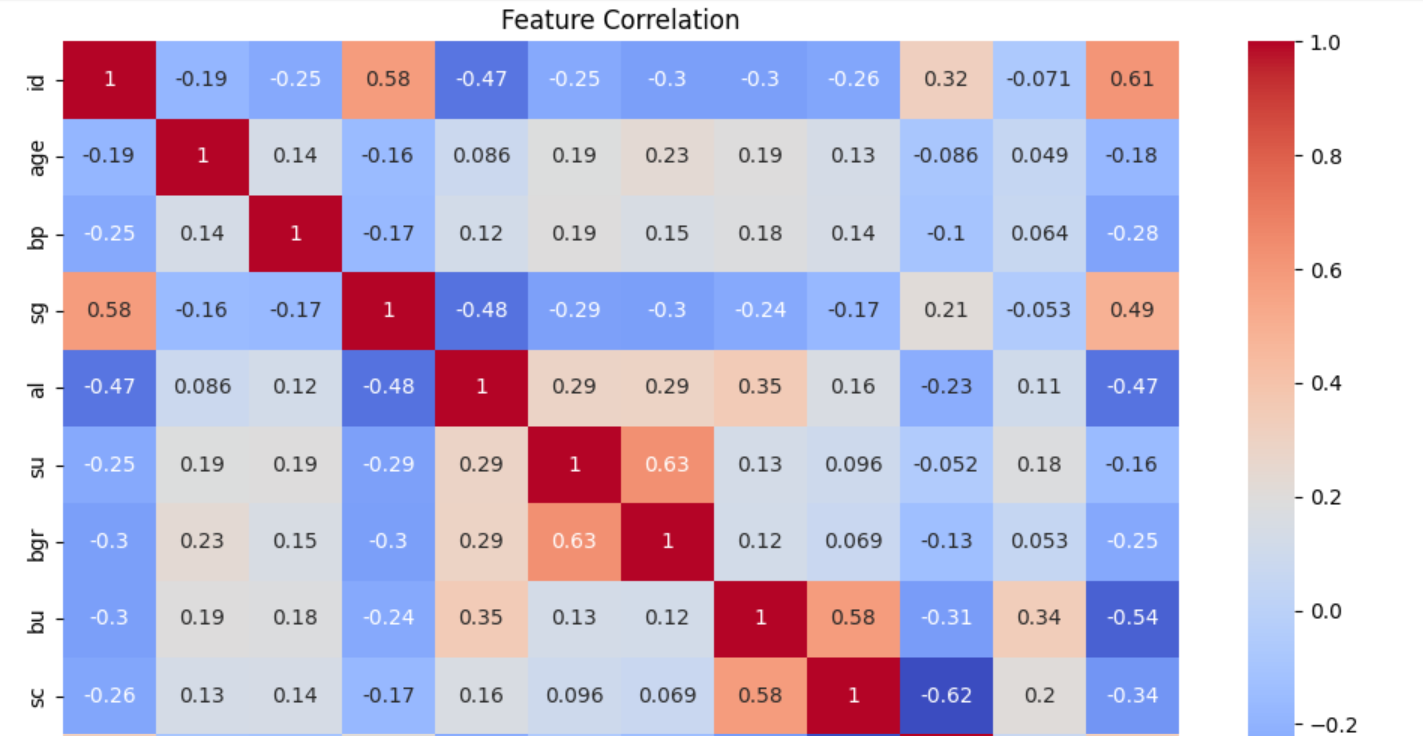 Feature Correlation
id 1 -0.19 -0.25 0.58 -0.47 -0.25 -0.3 -0.3 -0.26 0.32 -0.071 0.61
age -0.19 1 0.14 -0.16 0.086 0.19 0.23 0.19 0.13 -0.086 0.049 -0.18
bp -0.25 0.14 1 -0.17 0.12 0.19 0.15 0.18 0.14 -0.1 0.064 -0.28
sg 0.58 -0.16 -0.17 1 -0.48 -0.29 -0.3 -0.24 -0.17 0.21 -0.053 0.49
al -0.47 0.086 0.12 -0.48 1 0.29 0.29 0.35 0.16 -0.23 0.11 -0.47
su -0.25 0.19 0.19 -0.29 0.29 1 0.63 0.13 0.096 -0.052 0.18 -0.16
bgr -0.3 0.23 0.15 -0.3 0.29 0.63 1 0.12 0.069 -0.13 0.053 -0.25
bu -0.3 0.19 0.18 -0.24 0.35 0.13 0.12 1 0.58 -0.31 0.34 -0.54
sc -0.26 0.13 0.14 -0.17 0.16 0.096 0.069 0.58 1 -0.62 0.2 -0.34
1.0
0.8
0.6
0.4
0.2
0.0
−0.2